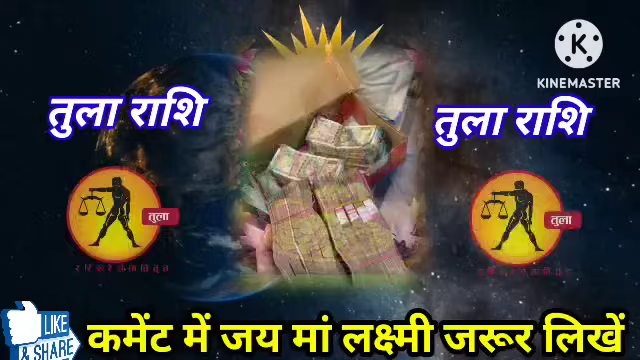 KINEMASTER
तुला राशि
तुला राशि
तुला
तुला
LIKE
& SHARE
कमेंट में जय मां लक्ष्मी जरूर लिखें